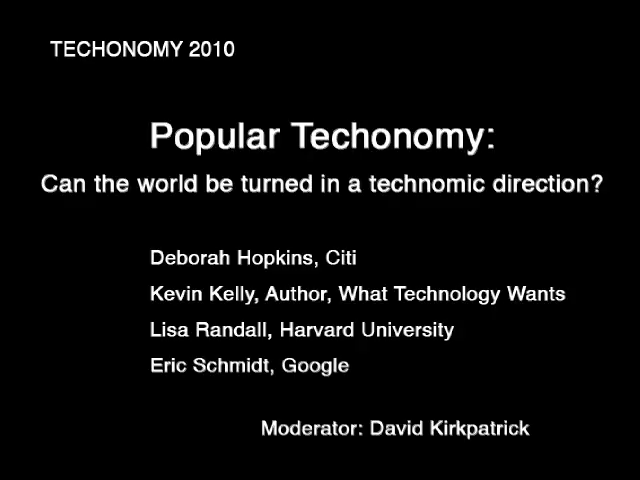 TECHONOMY 2010
Popular Techonomy:
Can the world be turned in a technomic direction?
Deborah Hopkins, Citi
Kevin Kelly, Author, What Technology Wants
Lisa Randall, Harvard University
Eric Schmidt, Google
Moderator: David Kirkpatrick